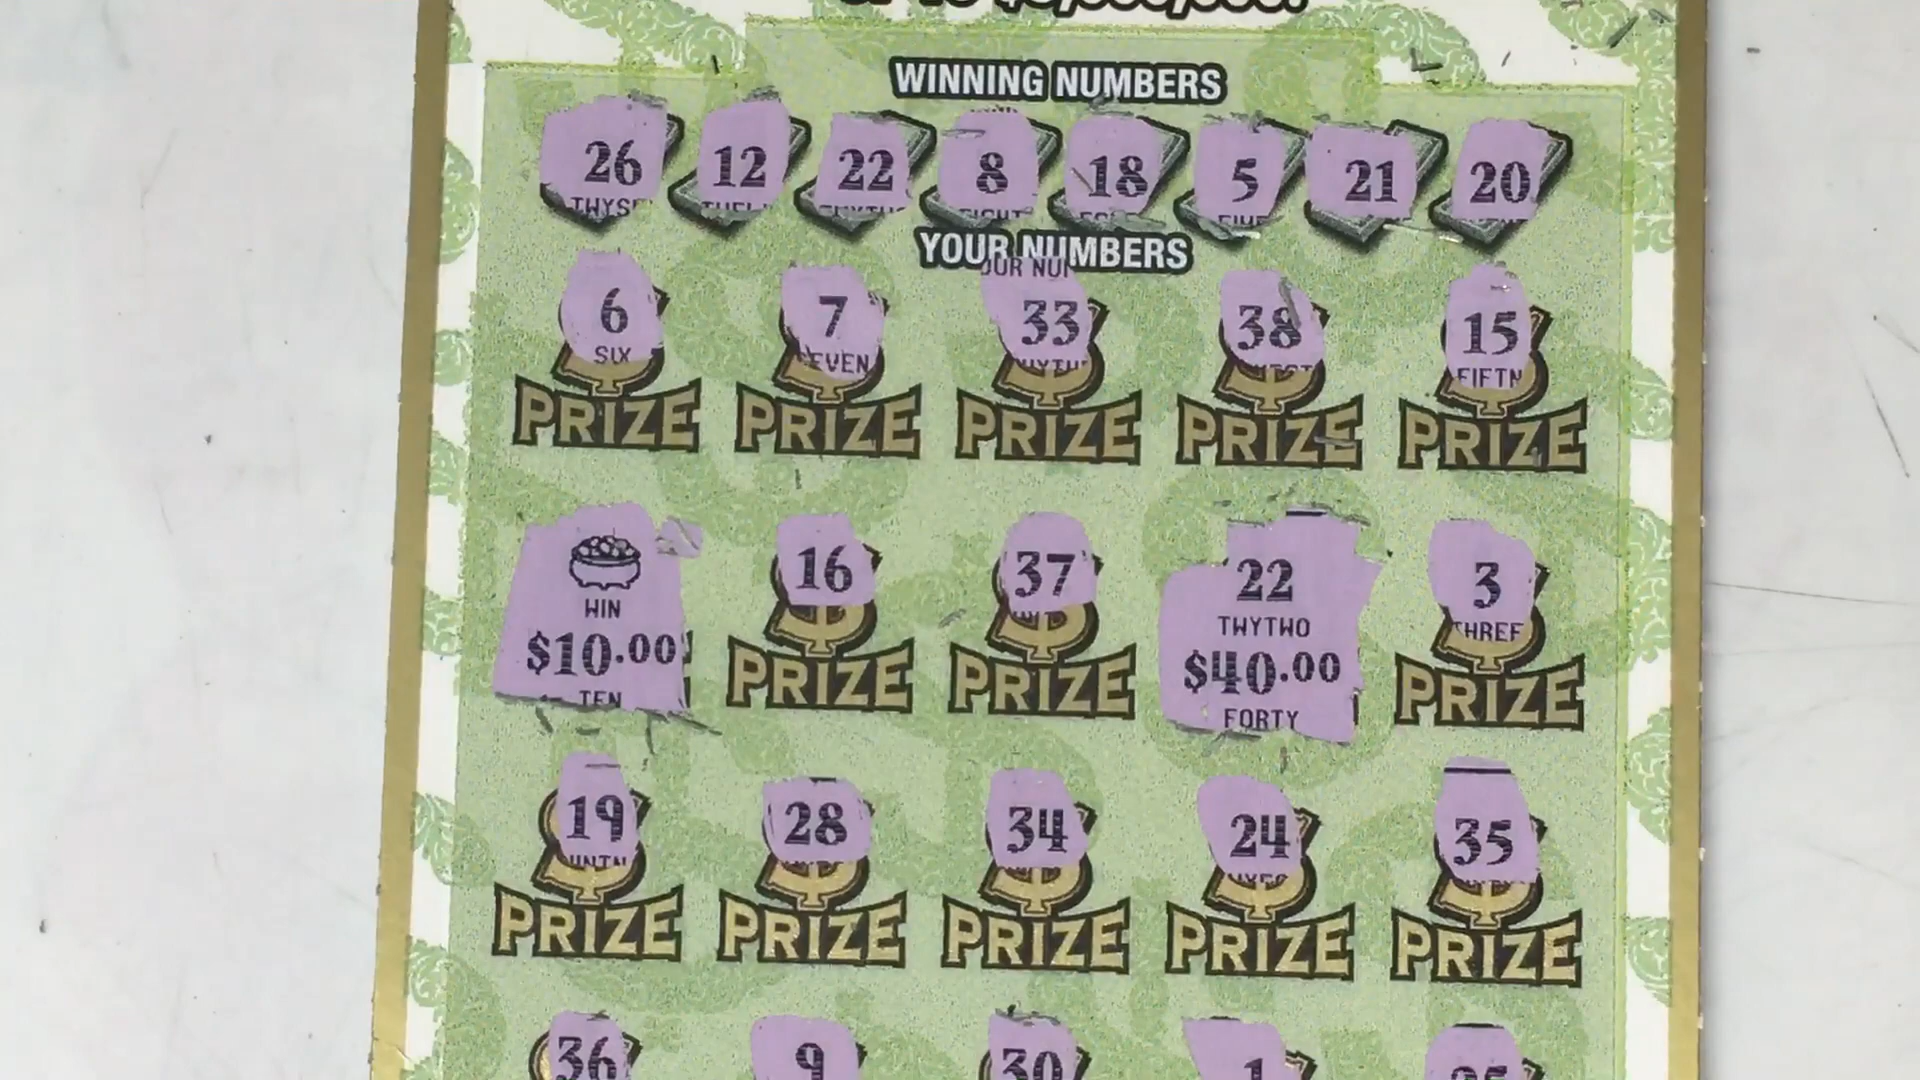 WINNING NUMBERS
26 12 22 8 18 5 21 20
YOUR NUMBERS
6 7 33 38 15
SIX
PRIZE PRIZE PRIZE PRIZE PRIZE
16 37 22 3
WIN TWYTWO
$10.00 $40.00
TEN FORTY
PRIZE PRIZE PRIZE
19 28 34 24 35
PRIZE PRIZE PRIZE PRIZE PRIZE
36 9 30 1